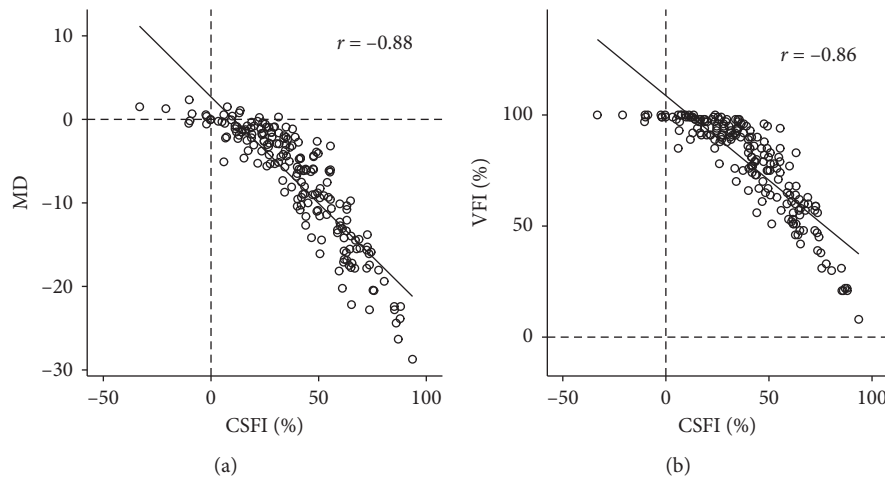 r = –0.88
MD
10
0
–10
–20
–30
–50
0
50
100
CSFI (%)
(a)
r = –0.86
VFI (%)
100
50
0
–50
0
50
100
CSFI (%)
(b)